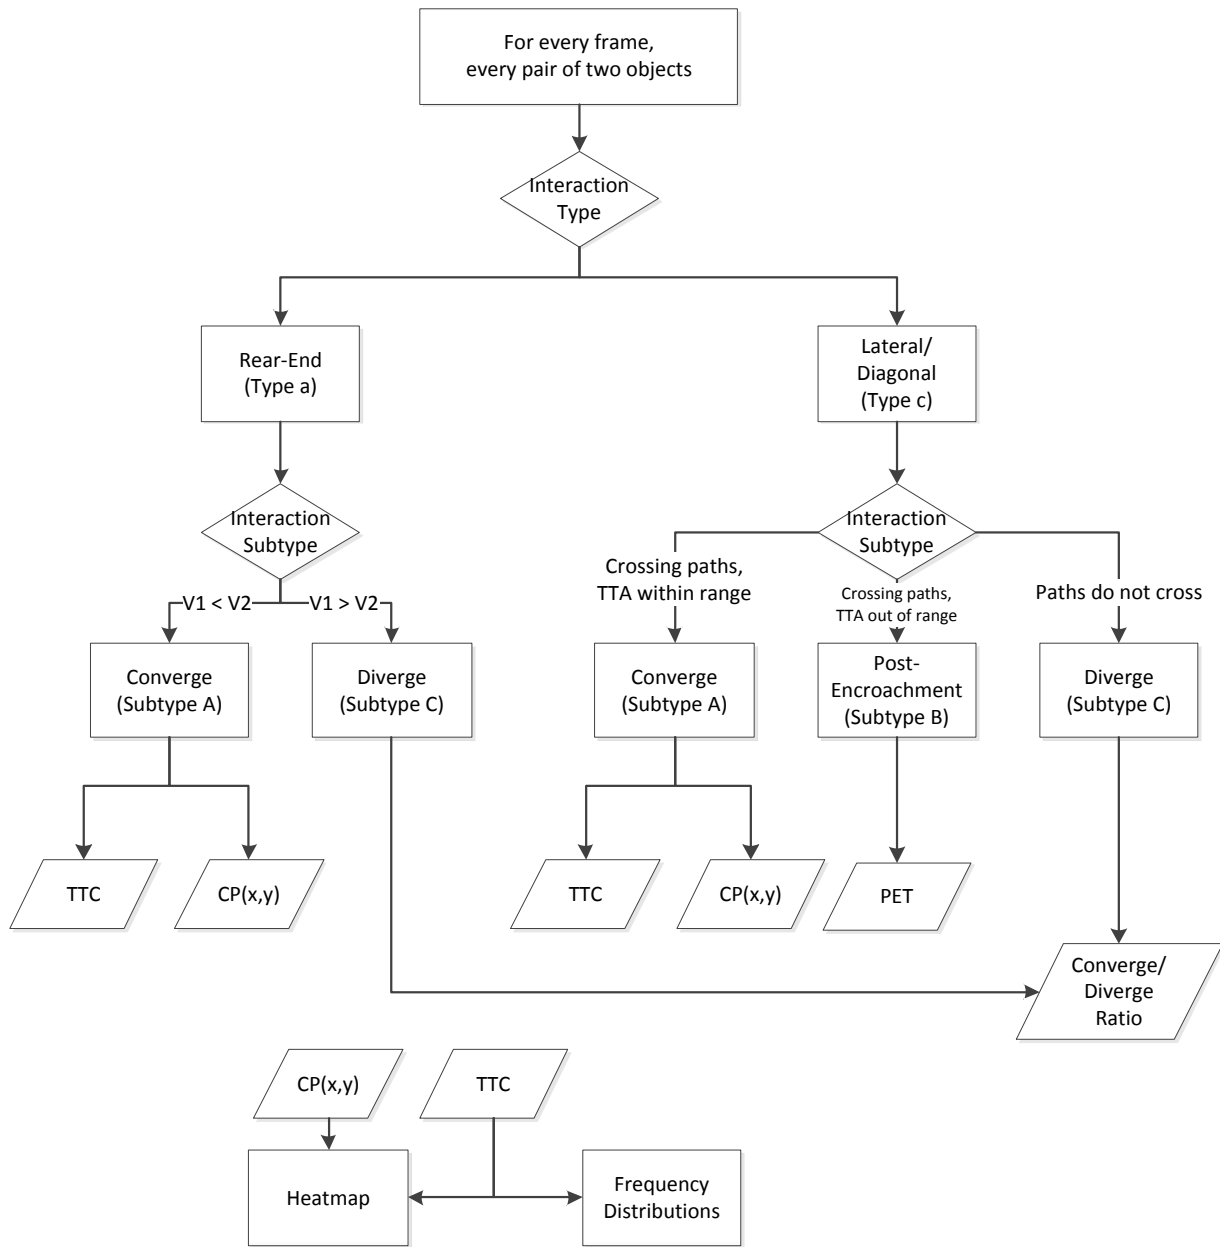 For every frame,
every pair of two objects
Interaction
Type
Rear-End
(Type a)
Lateral/
Diagonal
(Type c)
Interaction
Subtype
Interaction
Subtype
V1 < V2
V1 > V2
Crossing paths,
TTA within range
Crossing paths,
TTA out of range
Paths do not cross
Converge
(Subtype A)
Diverge
(Subtype C)
Converge
(Subtype A)
Post-
Encroachment
(Subtype B)
Diverge
(Subtype C)
TTC
CP(x,y)
TTC
CP(x,y)
PET
Converge/
Diverge
Ratio
CP(x,y)
TTC
Heatmap
Frequency
Distributions